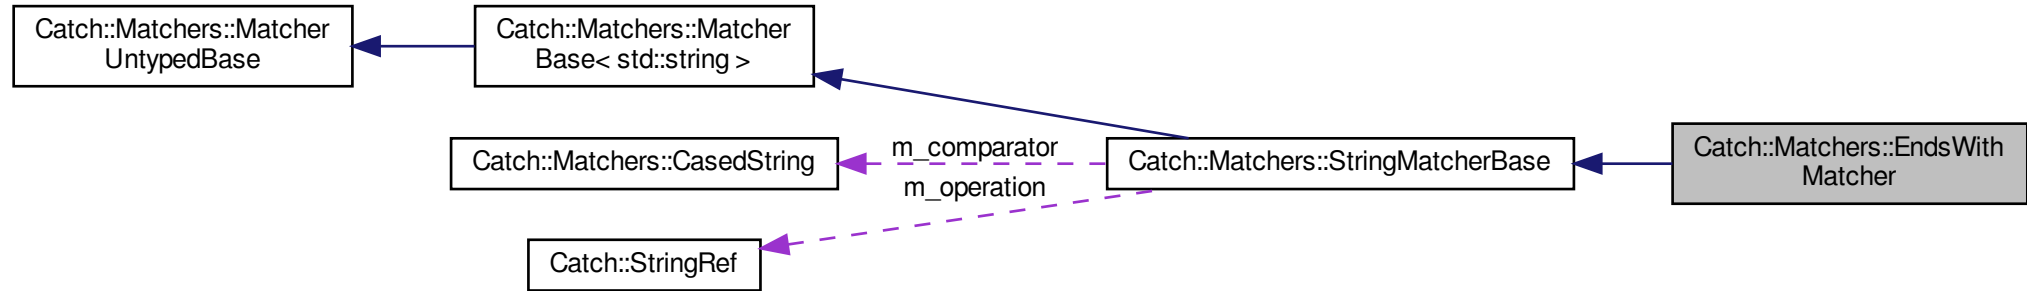 Catch::Matchers::Matcher
UntypedBase
Catch::Matchers::Matcher
Base< std::string >
Catch::Matchers::CasedString
m_comparator
m_operation
Catch::StringRef
Catch::Matchers::StringMatcherBase
Catch::Matchers::EndsWith
Matcher